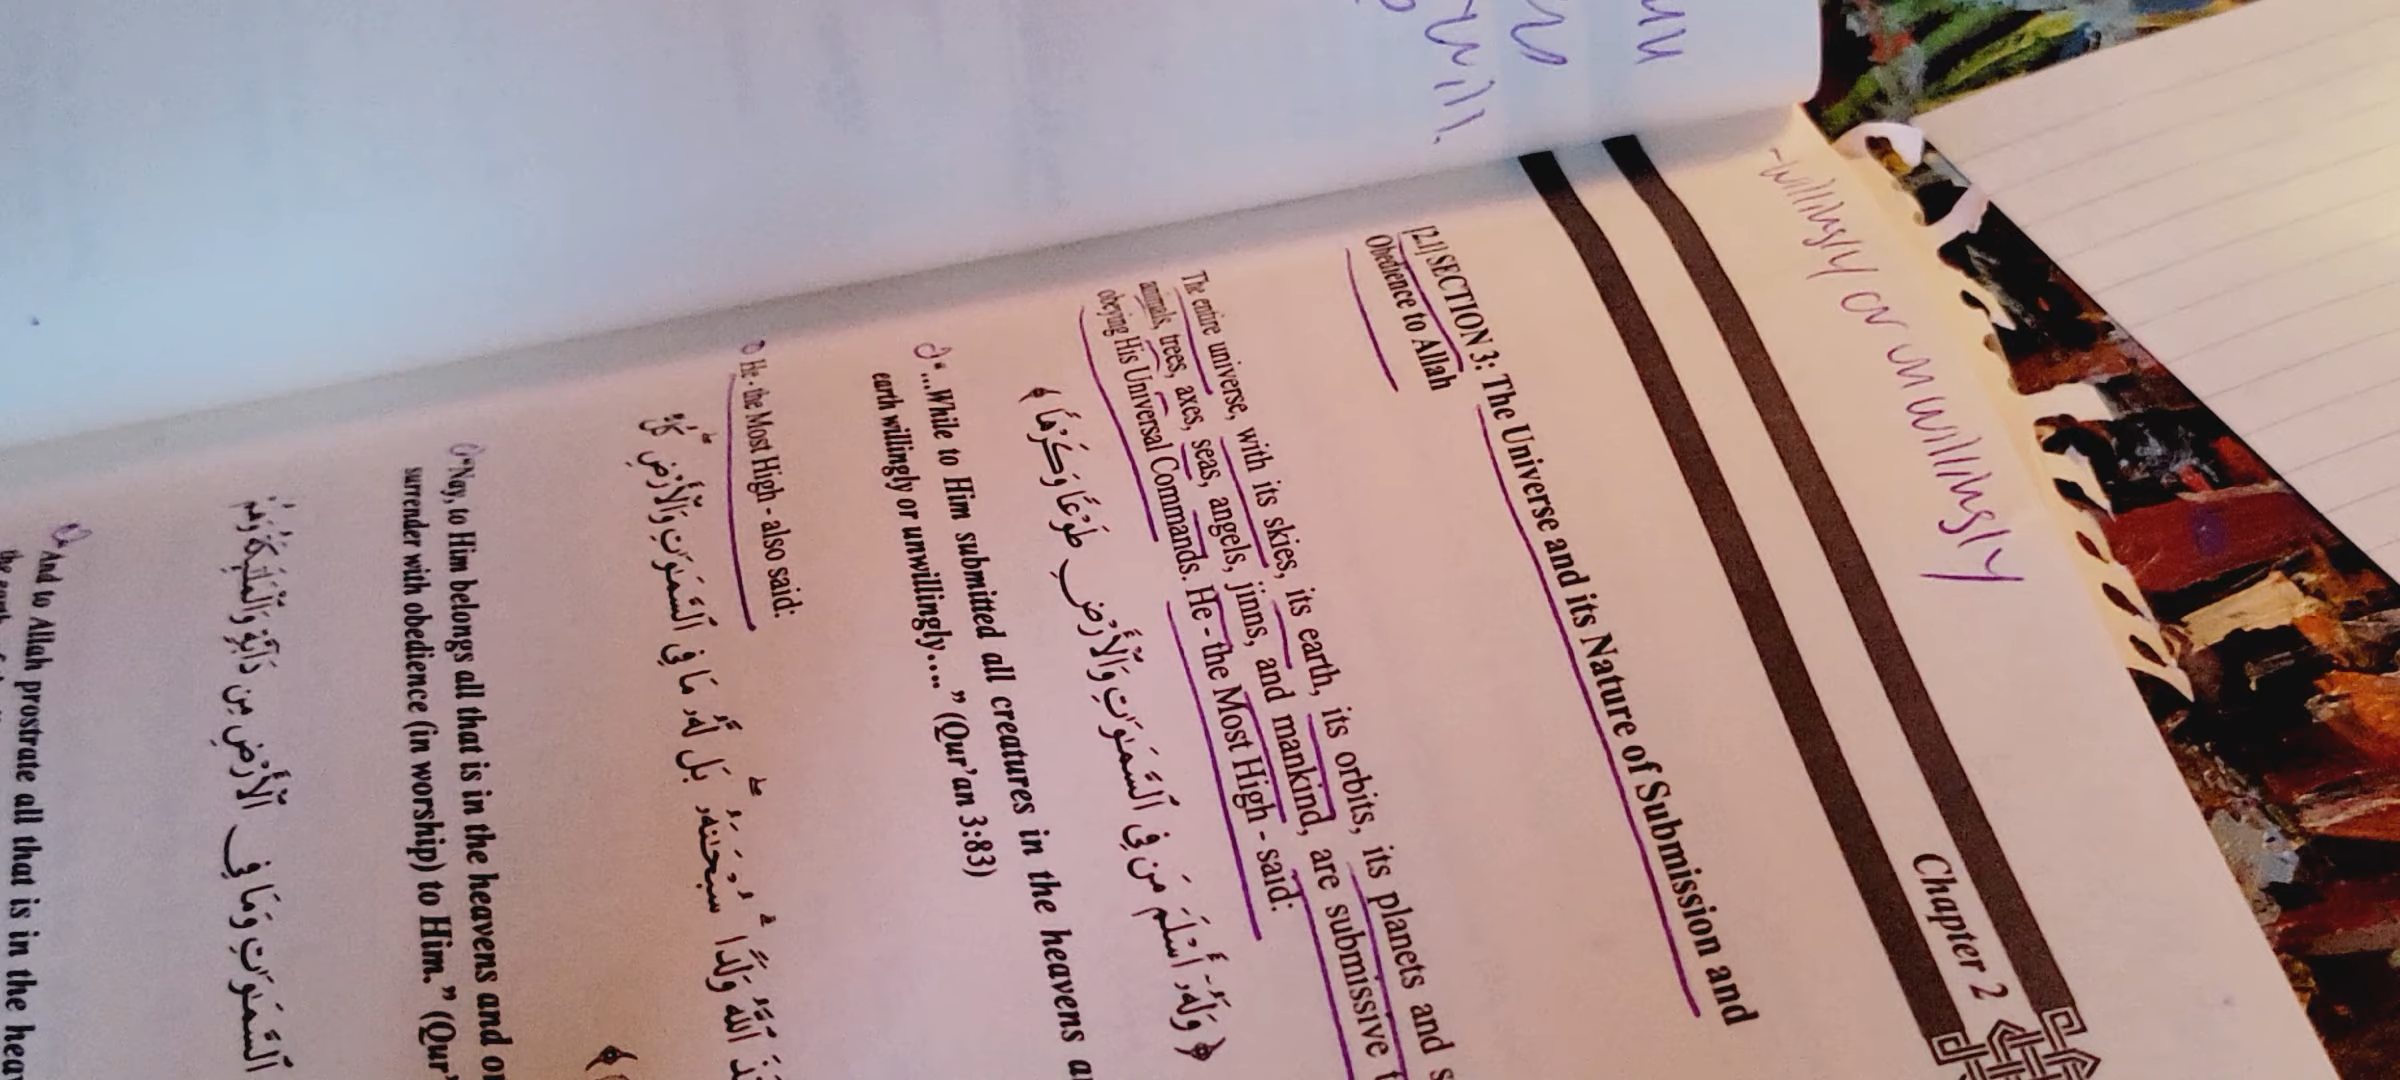 will.
-willingly or unwillingly
Chapter 2
[2.1] SECTION 3: The Universe and its Nature of Submission and
Obedience to Allah
The entire universe, with its skies, its earth, its orbits, its planets and
animals, trees, axes, seas, angels, jinns, and mankind, are submissive
obeying His Universal Commands. He - the Most High - said:
﴿ وَلَهُۥٓ أَسْلَمَ مَن فِى ٱلسَّمَـٰوَٰتِ وَٱلْأَرْضِ طَوْعًا وَكَرْهًا ﴾
"...While to Him submitted all creatures in the heavens
earth willingly or unwillingly...." (Qur'an 3:83)
He - the Most High - also said:
ٱللَّهُ وَلَدًا ۗ سُبْحَـٰنَهُۥ ۖ بَل لَّهُۥ مَا فِى ٱلسَّمَـٰوَٰتِ وَٱلْأَرْضِ ۖ كُلٌّ
"Nay, to Him belongs all that is in the heavens and
surrender with obedience (in worship) to Him." (Qur'
ٱلسَّمَـٰوَٰتِ وَمَا فِى ٱلْأَرْضِ مِن دَآبَّةٍ وَٱلْمَلَـٰٓئِكَةُ وَهُمْ
And to Allah prostrate all that is in the